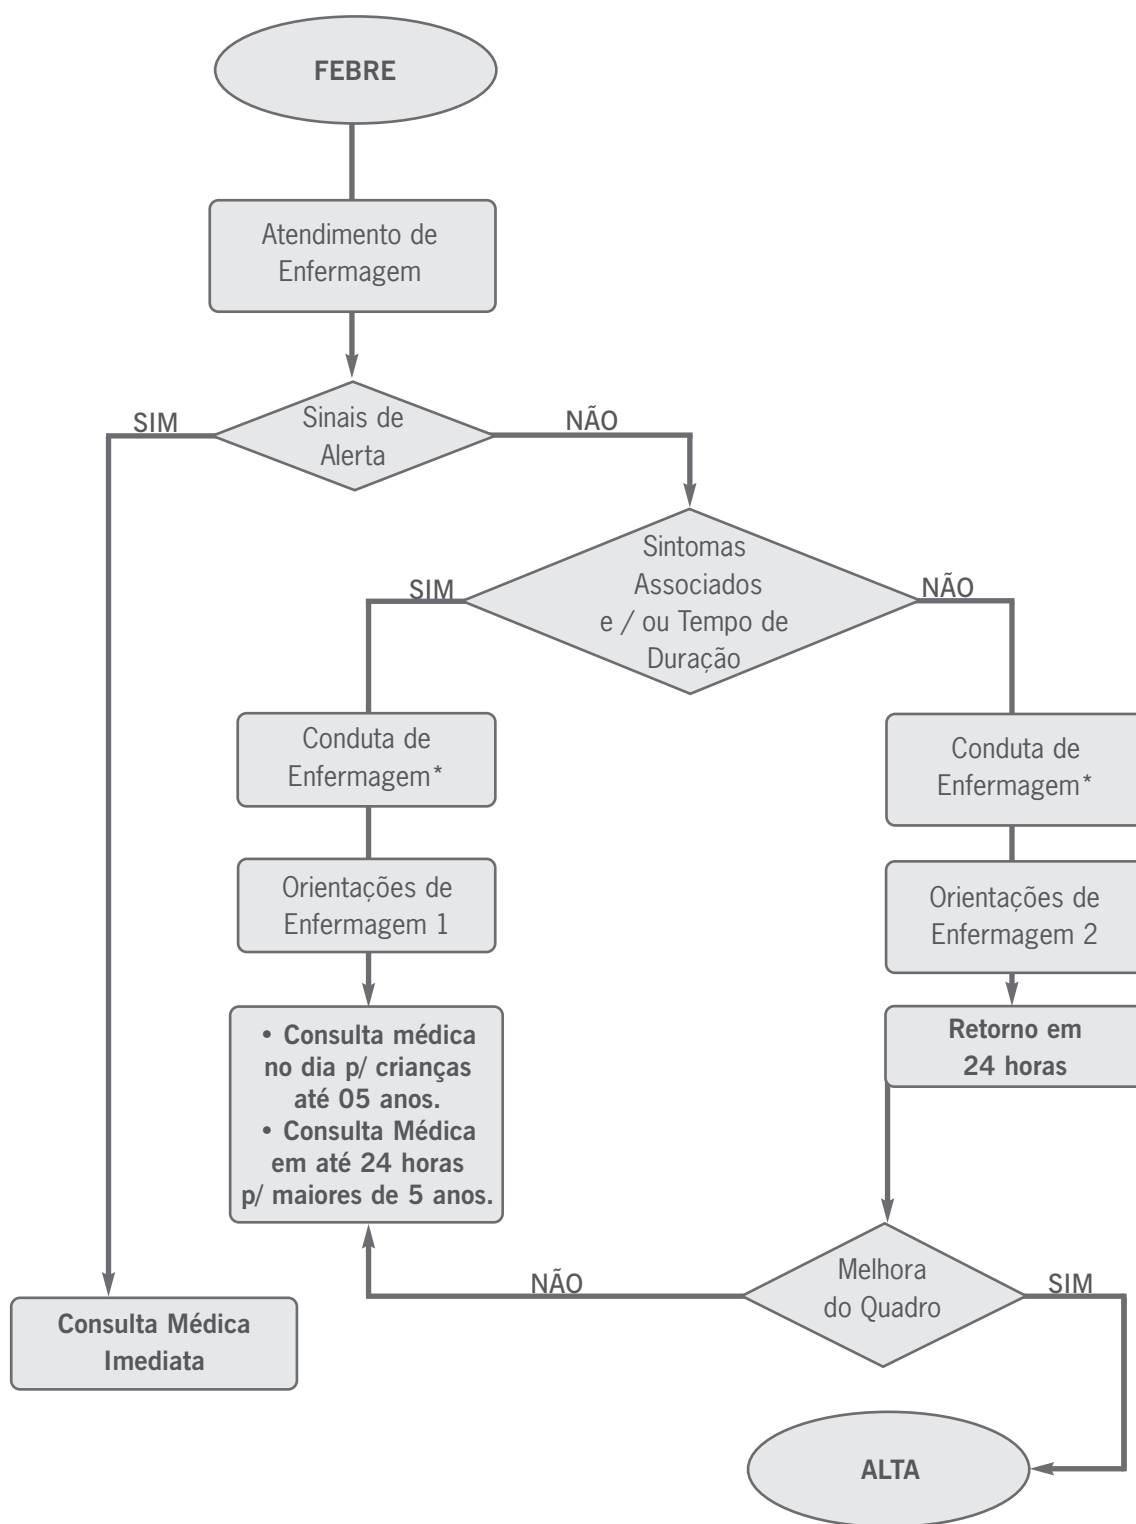 FEBRE
Atendimento de
Enfermagem
SIM
Sinais de
Alerta
NÃO
SIM
Sintomas
Associados
e / ou Tempo de
Duração
NÃO
Conduta de
Enfermagem*
Conduta de
Enfermagem*
Orientações de
Enfermagem 1
Orientações de
Enfermagem 2
• Consulta médica
no dia p/ crianças
até 05 anos.
• Consulta Médica
em até 24 horas
p/ maiores de 5 anos.
Retorno em
24 horas
NÃO
Melhora
do Quadro
SIM
Consulta Médica
Imediata
ALTA